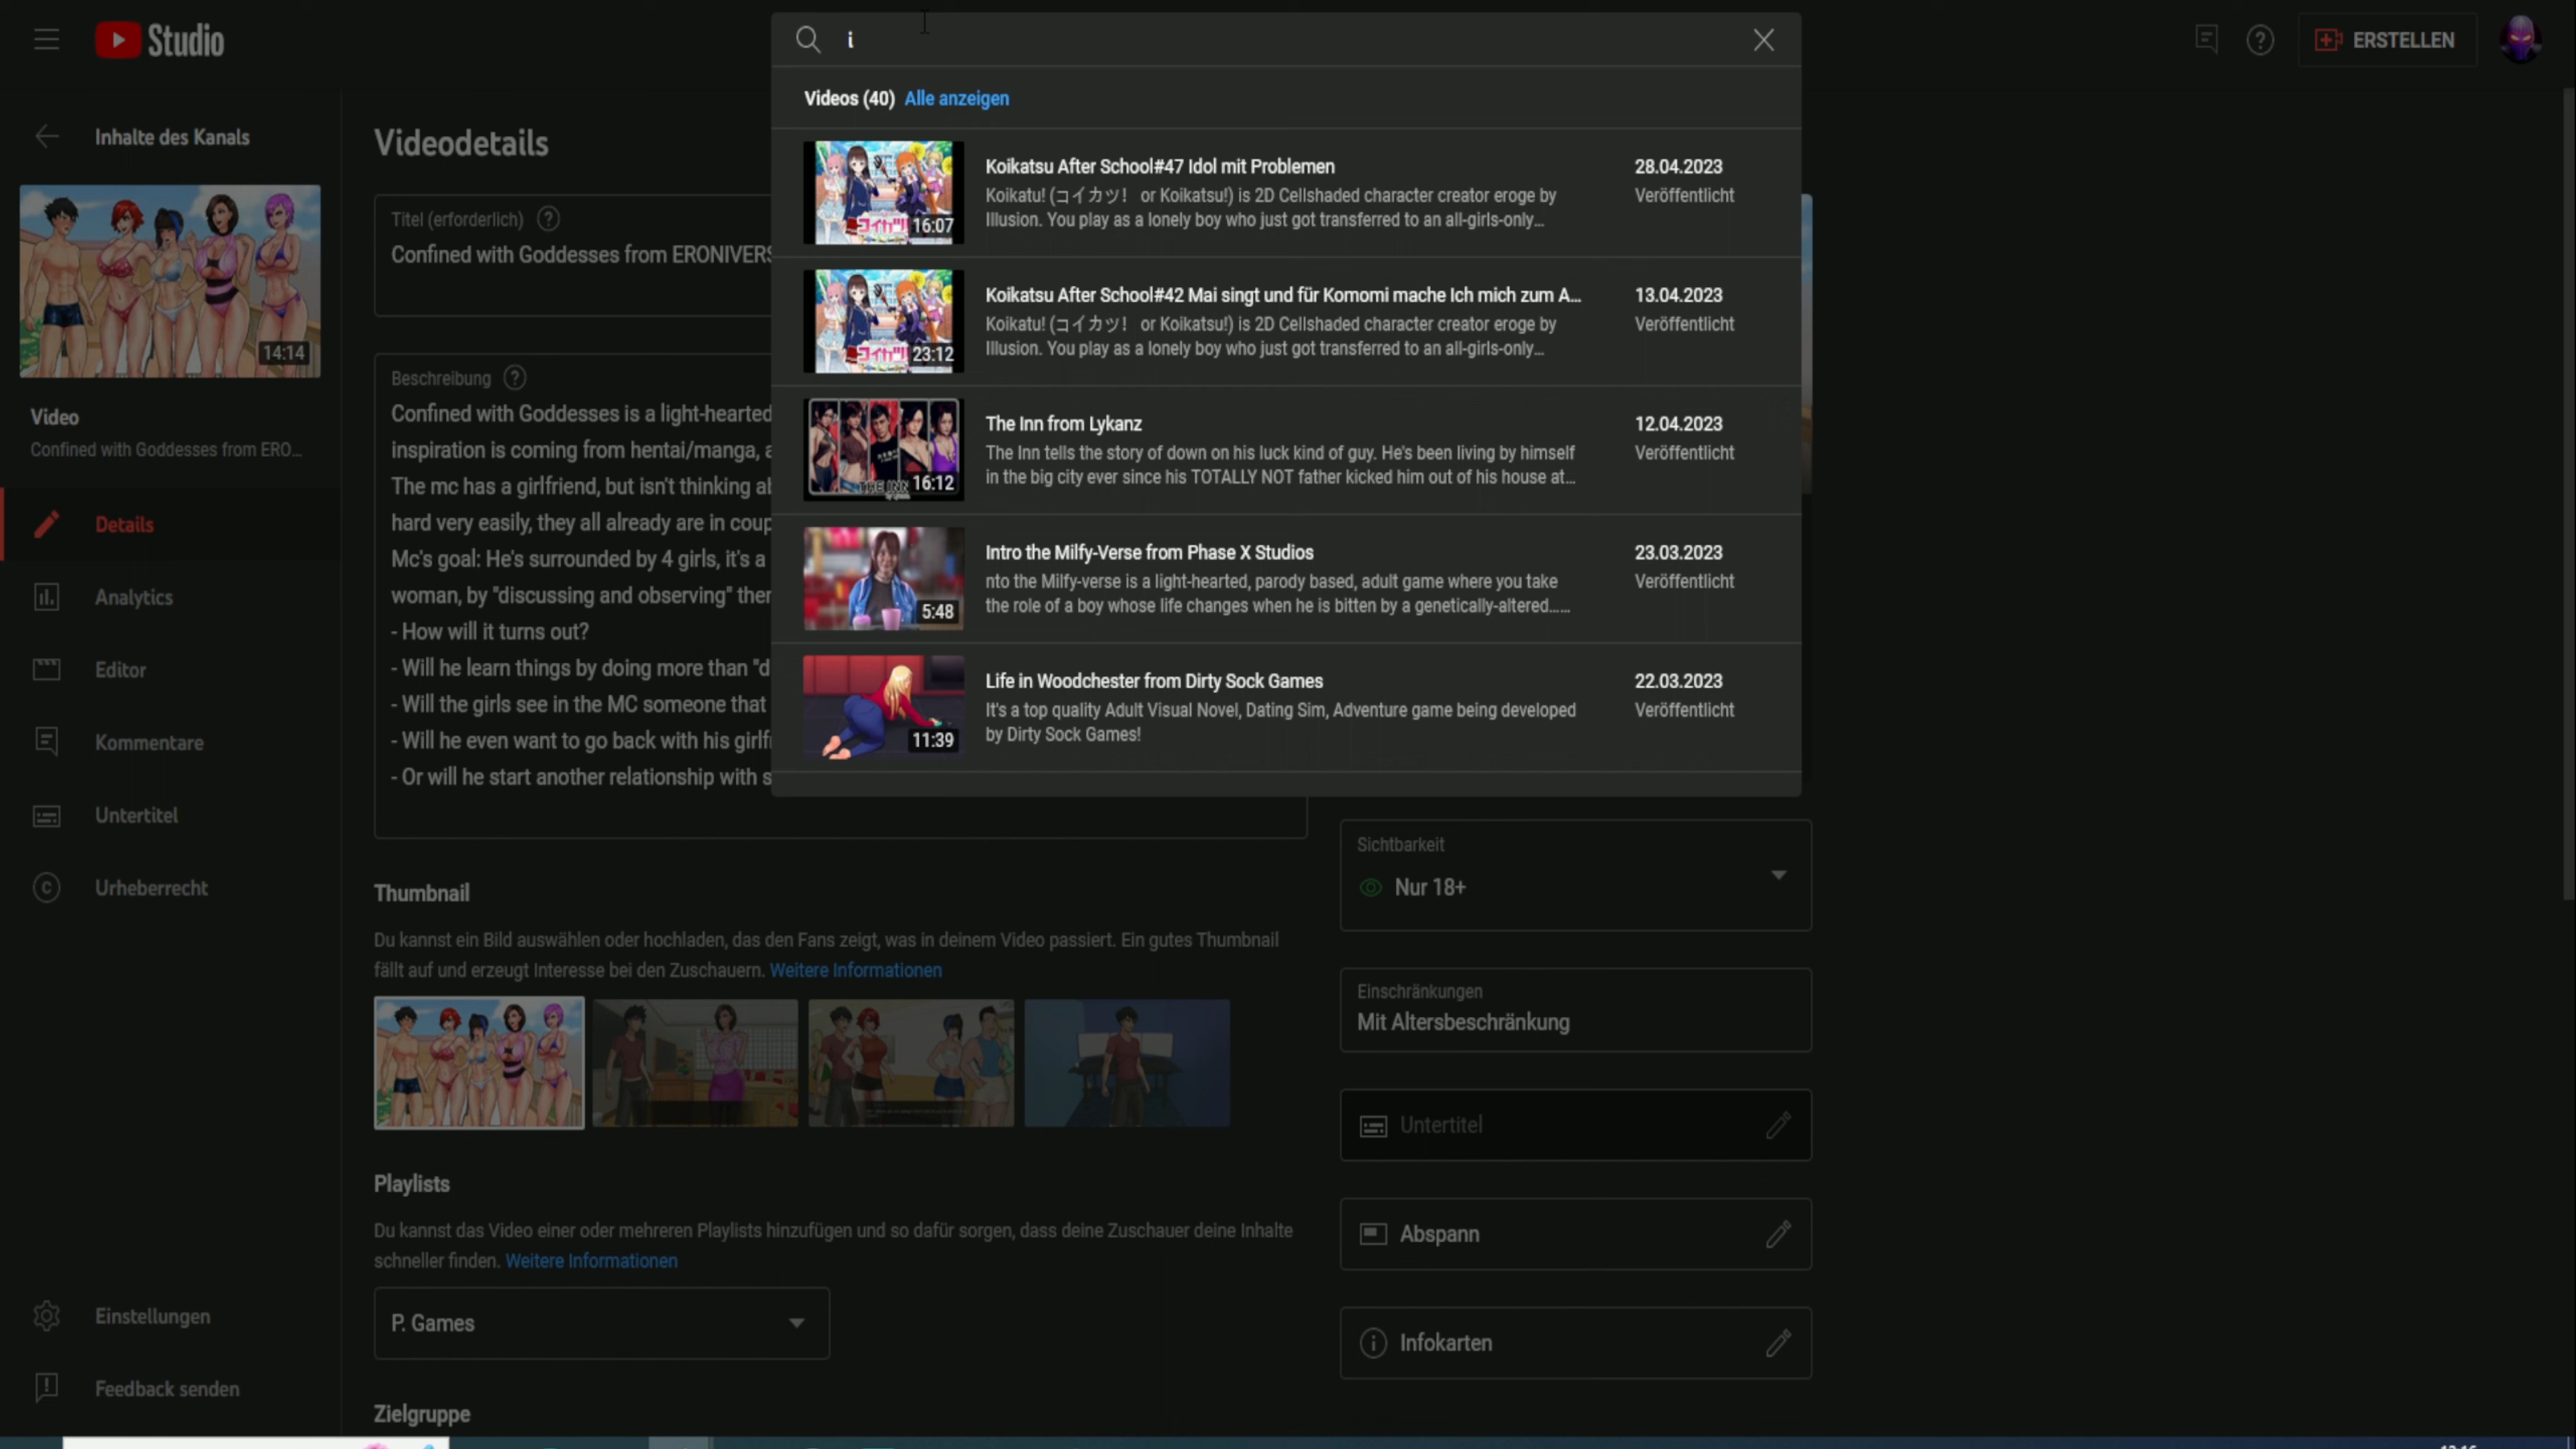 Studio
i
ERSTELLEN
Videos (40) Alle anzeigen
Koikatsu After School#47 Idol mit Problemen
28.04.2023
Koikatu! (コイカツ! or Koikatsu!) is 2D Cellshaded character creator eroge by
Veröffentlicht
Illusion. You play as a lonely boy who just got transferred to an all-girls-only...
16:07
Koikatsu After School#42 Mai singt und für Komomi mache Ich mich zum A...
13.04.2023
Koikatu! (コイカツ! or Koikatsu!) is 2D Cellshaded character creator eroge by
Veröffentlicht
Illusion. You play as a lonely boy who just got transferred to an all-girls-only...
23:12
The Inn from Lykanz
12.04.2023
The Inn tells the story of down on his luck kind of guy. He's been living by himself
Veröffentlicht
in the big city ever since his TOTALLY NOT father kicked him out of his house at...
THE INN
16:12
Intro the Milfy-Verse from Phase X Studios
23.03.2023
nto the Milfy-verse is a light-hearted, parody based, adult game where you take
Veröffentlicht
the role of a boy whose life changes when he is bitten by a genetically-altered......
5:48
Life in Woodchester from Dirty Sock Games
22.03.2023
It's a top quality Adult Visual Novel, Dating Sim, Adventure game being developed
Veröffentlicht
by Dirty Sock Games!
11:39
Inhalte des Kanals
14:14
Video
Confined with Goddesses from ERO...
Details
Analytics
Editor
Kommentare
Untertitel
Urheberrecht
Einstellungen
Feedback senden
Videodetails
Titel (erforderlich)
Confined with Goddesses from ERONIVERS
Beschreibung
Confined with Goddesses is a light-hearted
inspiration is coming from hentai/manga,
The mc has a girlfriend, but isn't thinking
hard very easily, they all already are in
Mc's goal: He's surrounded by 4 girls, it's a
woman, by "discussing and observing"
- How will it turns out?
- Will he learn things by doing more than "d
- Will the girls see in the MC someone that
- Will he even want to go back with his
- Or will he start another relationship with s
Thumbnail
Du kannst ein Bild auswählen oder hochladen, das den Fans zeigt, was in deinem Video passiert. Ein gutes Thumbnail
fällt auf und erzeugt Interesse bei den Zuschauern. Weitere Informationen
Playlists
Du kannst das Video einer oder mehreren Playlists hinzufügen und so dafür sorgen, dass deine Zuschauer deine Inhalte
schneller finden. Weitere Informationen
P. Games
Zielgruppe
Sichtbarkeit
Nur 18+
Einschränkungen
Mit Altersbeschränkung
Untertitel
Abspann
Infokarten